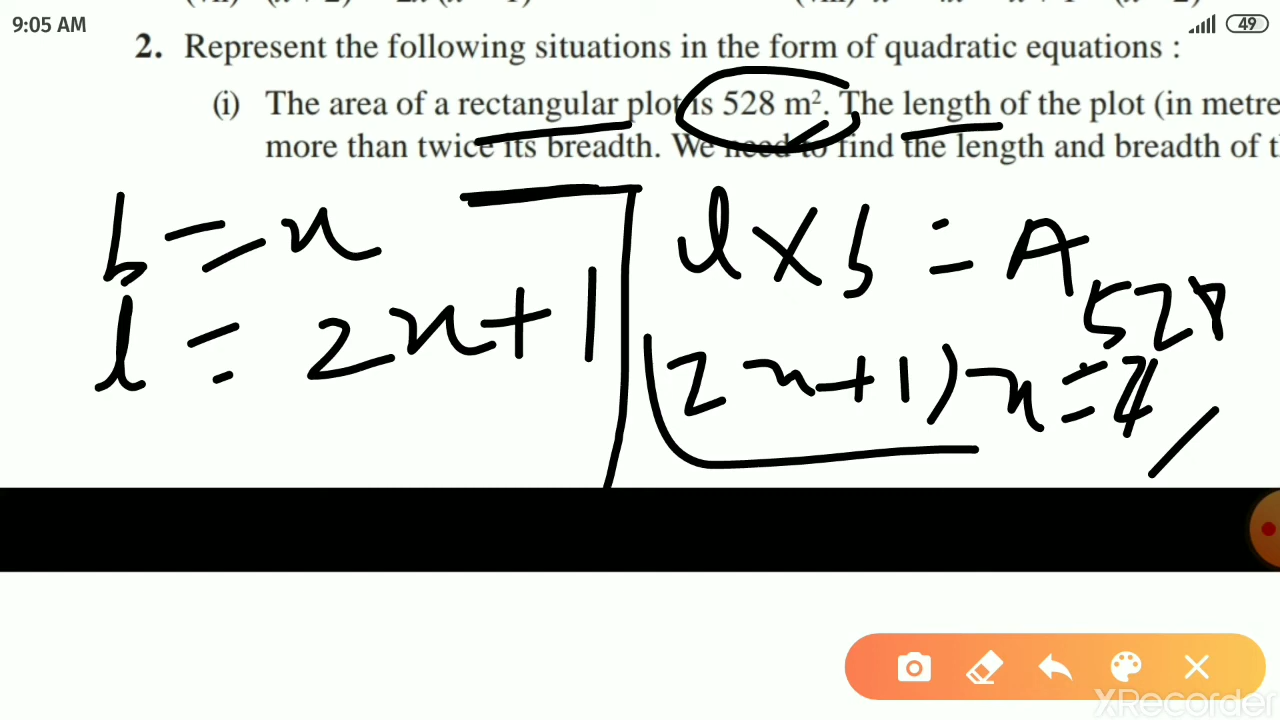 9:05 AM
49
2. Represent the following situations in the form of quadratic equations :
(i) The area of a rectangular plot is 528 m². The length of the plot (in metre
more than twice its breadth. We need to find the length and breadth of t
b = x
l = 2x+1
l × b = A
528
(2x+1)x =
XRecorder